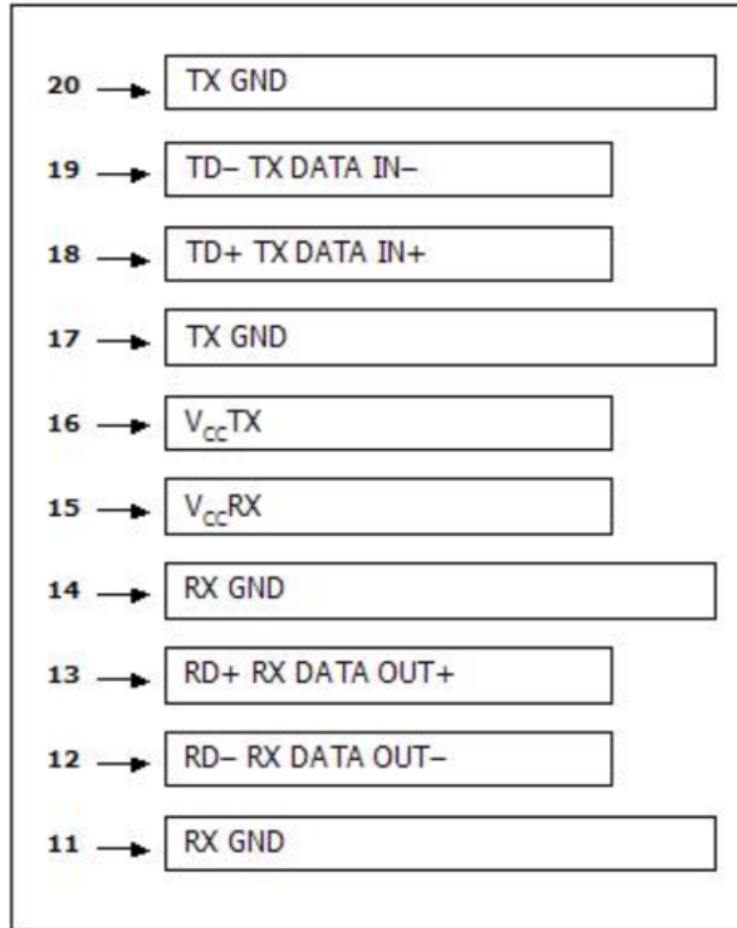 20 TX GND
19 TD– TX DATA IN–
18 TD+ TX DATA IN+
17 TX GND
16 VCCTX
15 VCCRX
14 RX GND
13 RD+ RX DATA OUT+
12 RD– RX DATA OUT–
11 RX GND